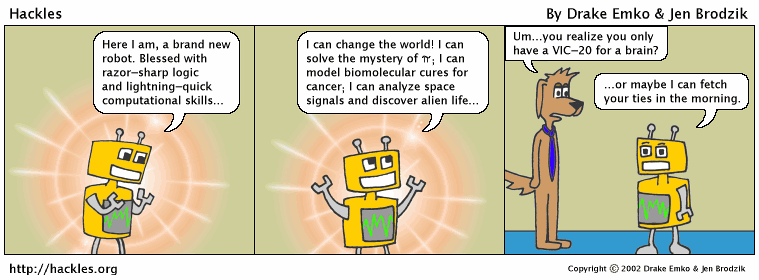 Hackles
By Drake Emko & Jen Brodzik
Here I am, a brand new
robot. Blessed with
razor-sharp logic
and lightning-quick
computational skills...
I can change the world! I can
solve the mystery of π; I can
model biomolecular cures for
cancer; I can analyze space
signals and discover alien life...
Um...you realize you only
have a VIC-20 for a brain?
...or maybe I can fetch
your ties in the morning.
http://hackles.org
Copyright © 2002 Drake Emko & Jen Brodzik